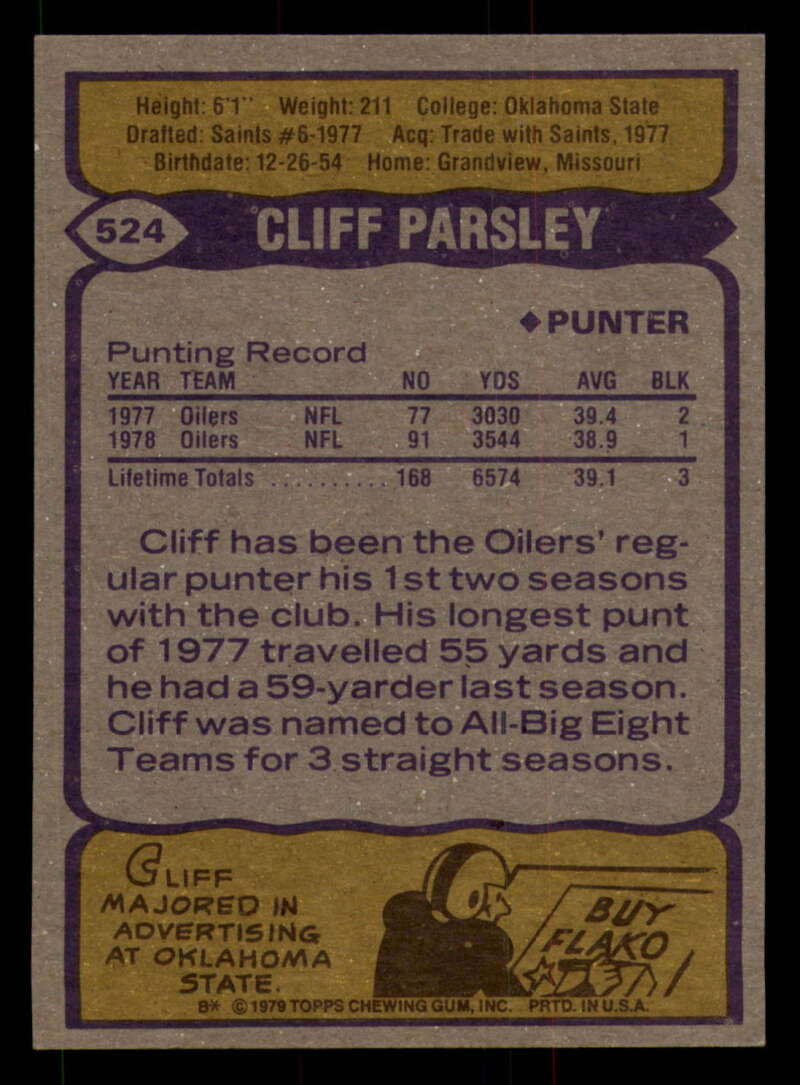 Height: 6'1" Weight: 211 College: Oklahoma State
Drafted: Saints #6-1977 Acq: Trade with Saints, 1977
Birthdate: 12-26-54 Home: Grandview, Missouri
524 CLIFF PARSLEY
♦PUNTER
Punting Record
YEAR TEAM NO YDS AVG BLK
1977 Oilers NFL 77 3030 39.4 2
1978 Oilers NFL 91 3544 38.9 1
Lifetime Totals .......... 168 6574 39.1 3
Cliff has been the Oilers' reg-
ular punter his 1st two seasons
with the club. His longest punt
of 1977 travelled 55 yards and
he had a 59-yarder last season.
Cliff was named to All-Big Eight
Teams for 3 straight seasons.
CLIFF
MAJORED IN
ADVERTISING
AT OKLAHOMA
STATE.
BUY
FLAKO
B* © 1979 TOPPS CHEWING GUM, INC. PRTD. IN U.S.A.